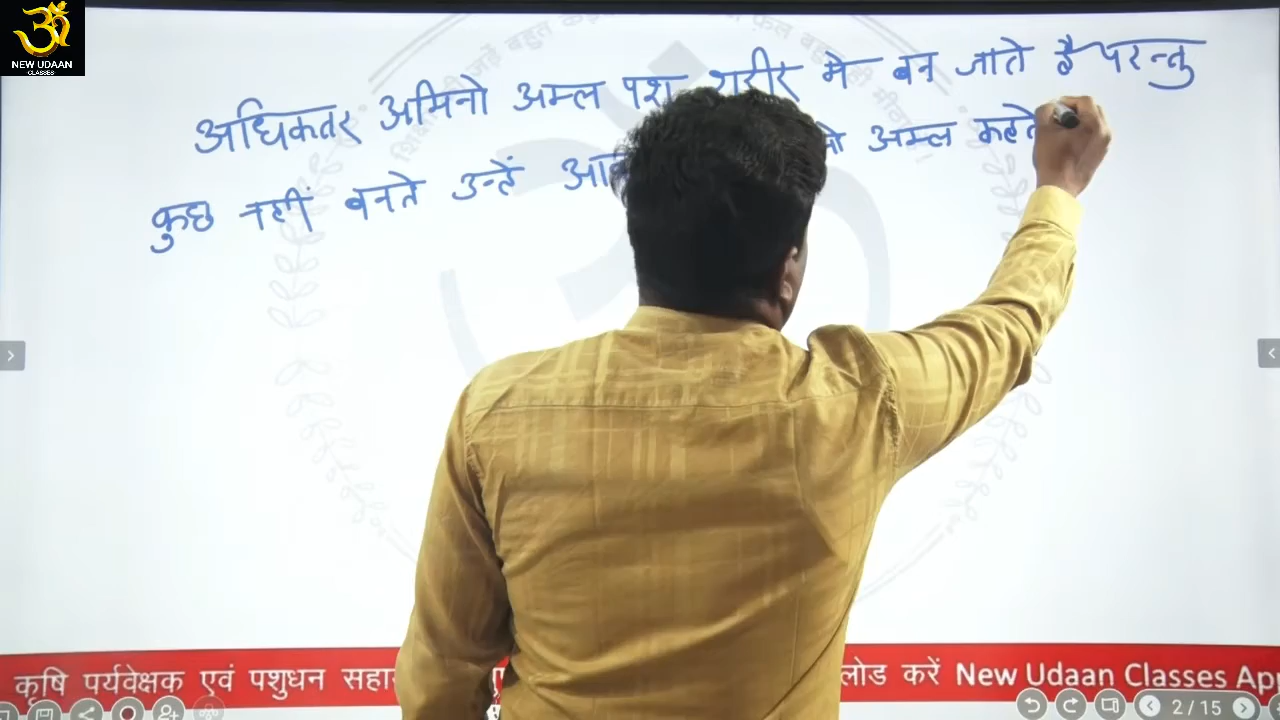 ॐ
NEW UDAAN
CLASSES
अधिकतर अमिनो अम्ल पशु शरीर मे बन जाते है परन्तु
कुछ नहीं बनते उन्हें अम्ल कहते
कृषि पर्यवेक्षक एवं पशुधन करें New Udaan Classes App
2 / 15